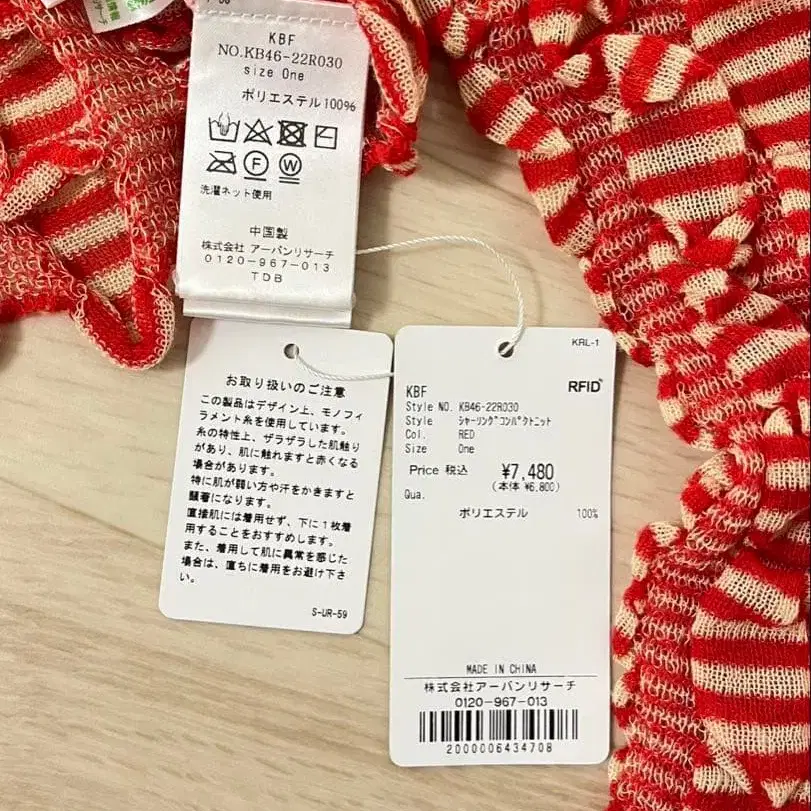 KBF
NO.KB46-22R030
size One
ポリエステル100%
洗濯ネット使用
中国製
株式会社 アーバンリサーチ
0120-967-013
TDB
お取り扱いのご注意
この製品はデザイン上、モノフィ
ラメント糸を使用しています。
糸の特性上、ザラザラした肌触り
があり、肌に触れますと赤くなる
場合があります。
特に肌が弱い方や汗をかきますと
顕著になります。
直接肌には着用せず、下に1枚着
用することをおすすめします。
また、着用して肌に異常を感じた
場合は、直ちに着用をお避け下さ
い。
S-UR-59
KRL-1
RFID
KBF
Style NO. KB46-22R030
Style シャーリングコンパクトニット
Col. RED
Size One
Price 税込 ¥7,480
(本体 ¥6,800)
Qua.
ポリエステル 100%
MADE IN CHINA
株式会社アーバンリサーチ
0120-967-013
2000006434708